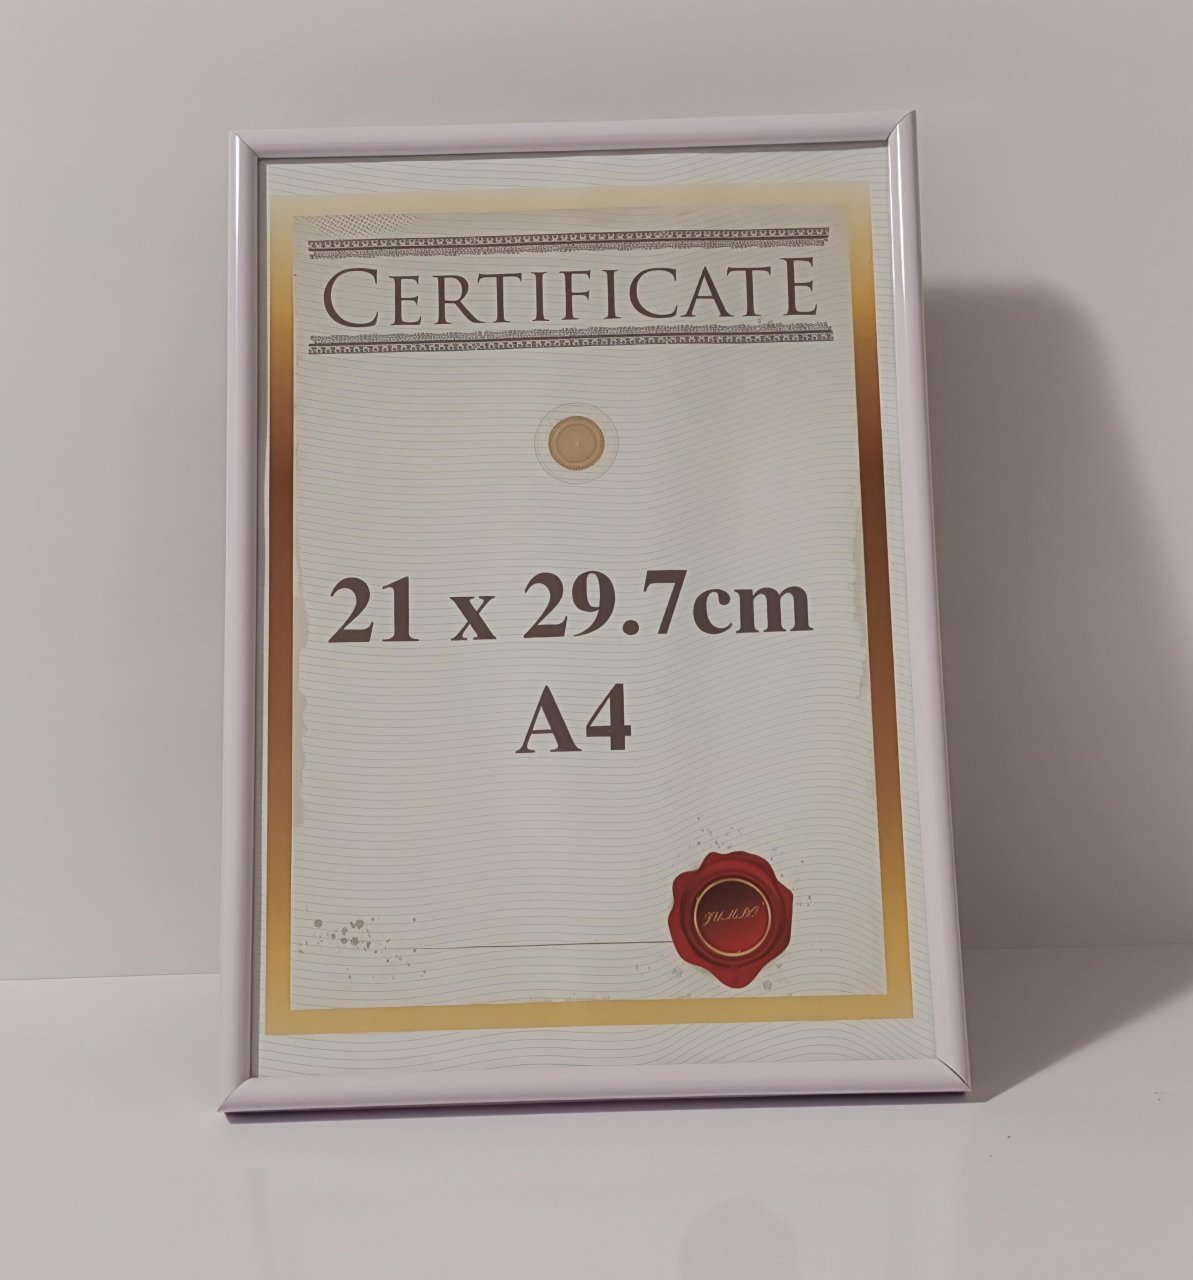 CERTIFICATE
21 x 29.7cm
A4